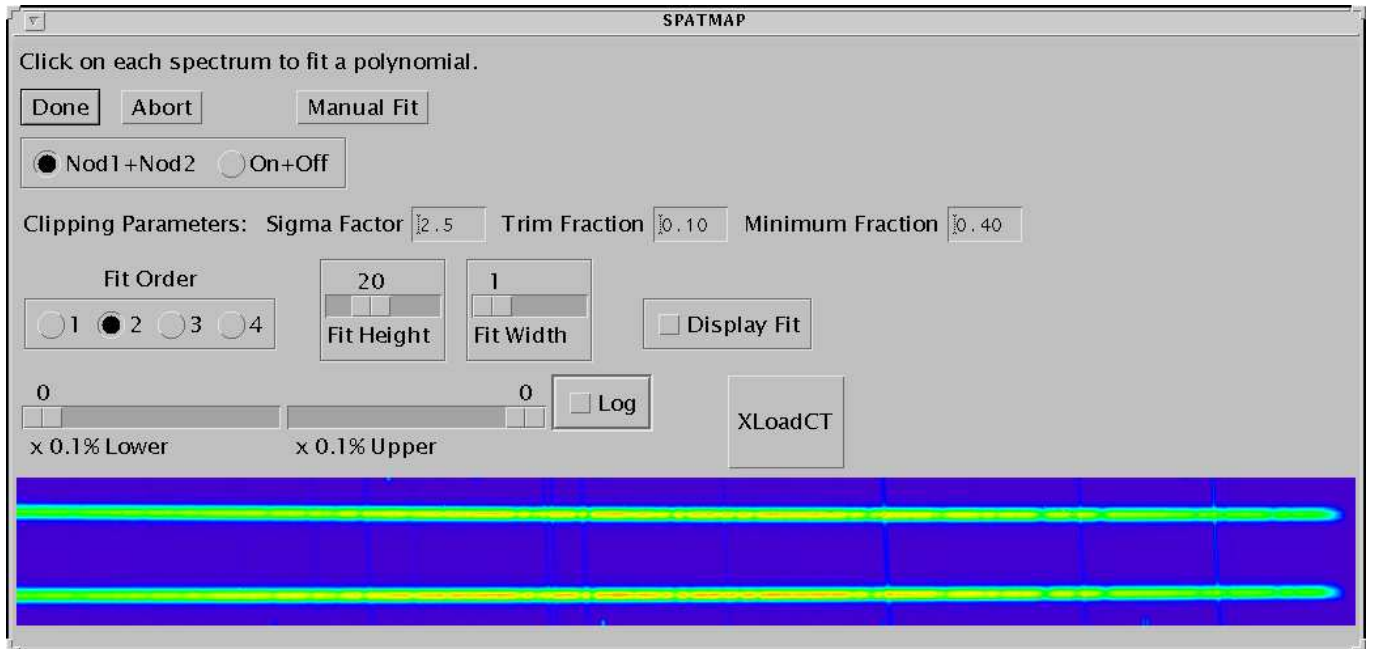 SPATMAP
Click on each spectrum to fit a polynomial.
Done Abort Manual Fit
Nod1+Nod2 On+Off
Clipping Parameters: Sigma Factor 2.5 Trim Fraction 0.10 Minimum Fraction 0.40
Fit Order 20 1
1 2 3 4 Fit Height Fit Width Display Fit
0 0 Log XLoadCT
x 0.1% Lower x 0.1% Upper